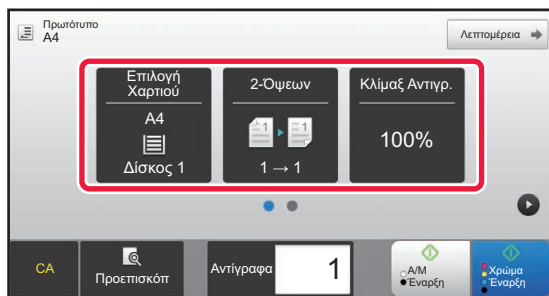 Πρωτότυπο
A4
Λεπτομέρεια
Επιλογή
Χαρτιού
A4
Δίσκος 1
2-Όψεων
1 → 1
Κλίμαξ Αντιγρ.
100%
CA
Προεπισκόπ
Αντίγραφα
1
Α/Μ
Έναρξη
Χρώμα
Έναρξη